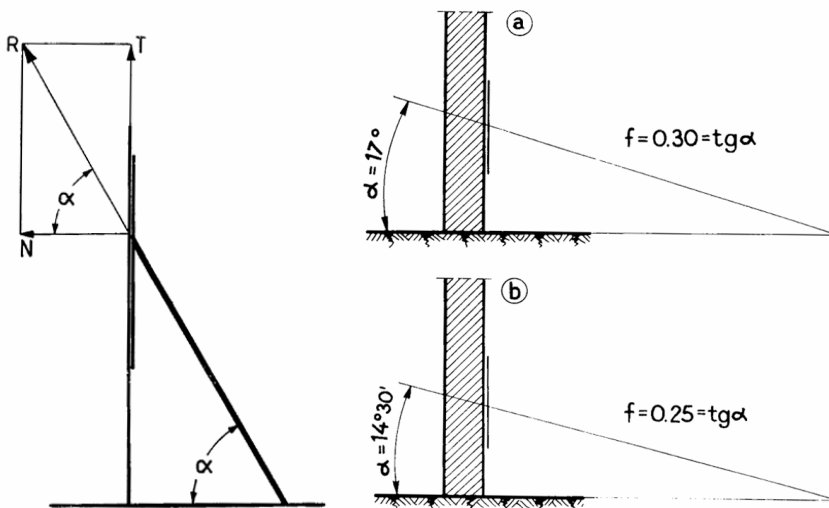 R
T
α
N
α
a
α = 17°
f = 0.30 = tgα
b
α = 14°30'
f = 0.25 = tgα